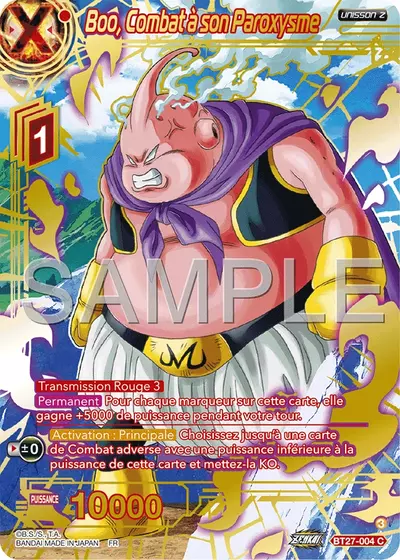 X
Boo, Combat à son Paroxysme
UNISSON Z
1
SAMPLE
M
Transmission Rouge 3
Permanent Pour chaque marqueur sur cette carte, elle
gagne +5000 de puissance pendant votre tour.
Activation : Principale Choisissez jusqu'à une carte
±0 de Combat adverse avec une puissance inférieure à la
puissance de cette carte et mettez-la KO.
PUISSANCE 10000
3
©B.S./S., T.A.
BANDAI MADE IN JAPAN FR
ZENKAI
BT27-004 C